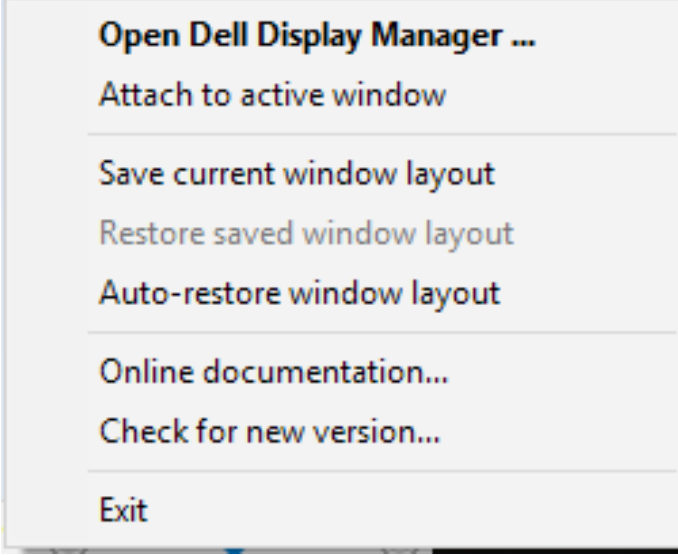 Open Dell Display Manager ...
Attach to active window
Save current window layout
Restore saved window layout
Auto-restore window layout
Online documentation...
Check for new version...
Exit